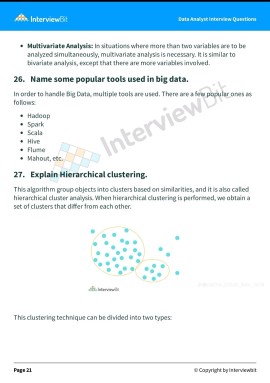 InterviewBit
Data Analyst Interview Questions
• Multivariate Analysis: In situations where more than two variables are to be
analyzed simultaneously, multivariate analysis is necessary. It is similar to
bivariate analysis, except that there are more variables involved.
26. Name some popular tools used in big data.
In order to handle Big Data, multiple tools are used. There are a few popular ones as
follows:
• Hadoop
• Spark
• Scala
• Hive
• Flume
• Mahout, etc.
InterviewBit
27. Explain Hierarchical clustering.
This algorithm group objects into clusters based on similarities, and it is also called
hierarchical cluster analysis. When hierarchical clustering is performed, we obtain a
set of clusters that differ from each other.
InterviewBit
This clustering technique can be divided into two types:
Page 21
© Copyright by Interviewbit